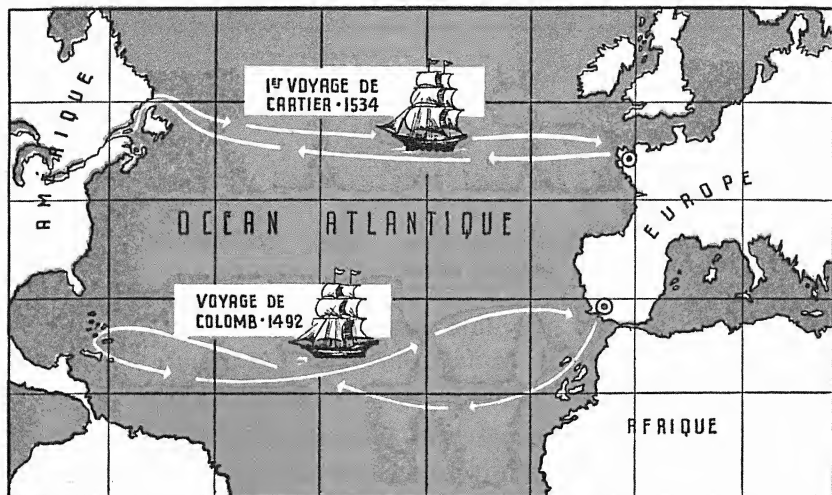 1er VOYAGE DE
CARTIER·1534
AMÉRIQUE
EUROPE
OCEAN ATLANTIQUE
VOYAGE DE
COLOMB·1492
AFRIQUE